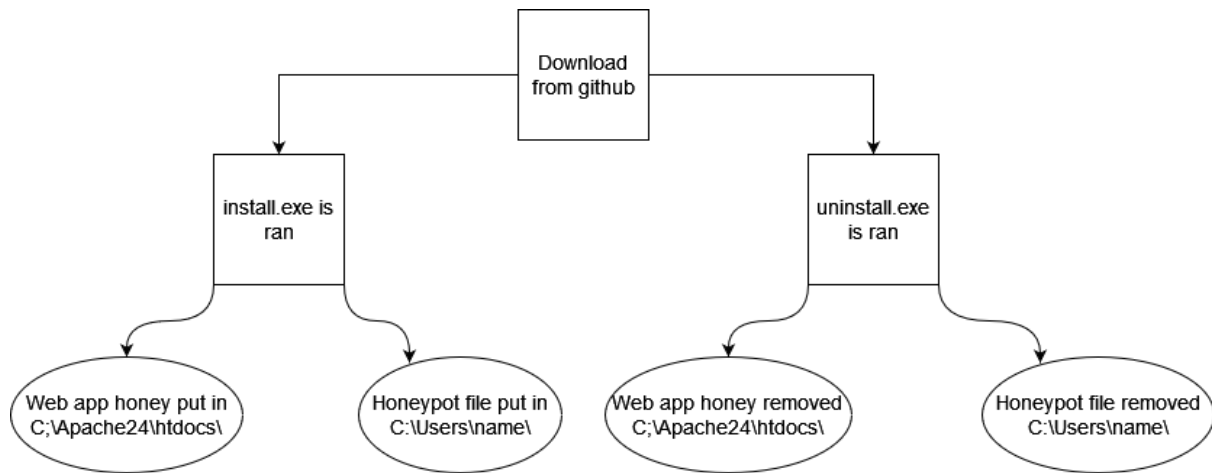 Download
from github
install.exe is
ran
uninstall.exe
is ran
Web app honey put in
C;\Apache24\htdocs\
Honeypot file put in
C:\Users\name\
Web app honey removed
C;\Apache24\htdocs\
Honeypot file removed
C:\Users\name\